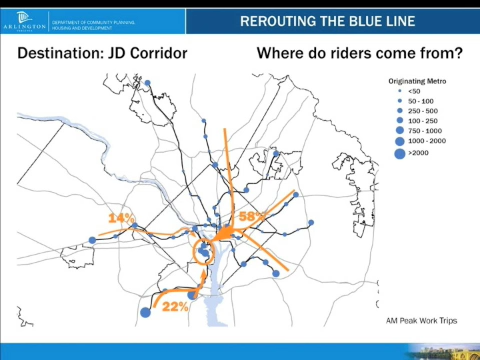 ARLINGTON
DEPARTMENT OF COMMUNITY PLANNING,
HOUSING AND DEVELOPMENT
REROUTING THE BLUE LINE
Destination: JD Corridor
Where do riders come from?
Originating Metro
<50
50 - 100
250 - 500
100 - 250
750 - 1000
1000 - 2000
>2000
14%
58%
22%
AM Peak Work Trips